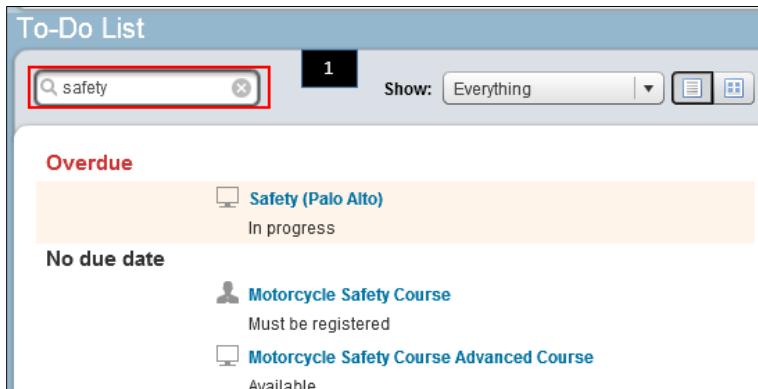 To-Do List
safety
1
Show: Everything
Overdue
Safety (Palo Alto)
In progress
No due date
Motorcycle Safety Course
Must be registered
Motorcycle Safety Course Advanced Course
Available